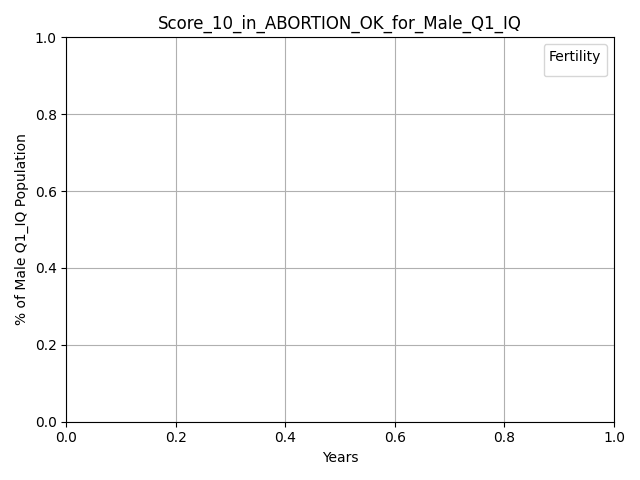 Score_10_in_ABORTION_OK_for_Male_Q1_IQ
Fertility
% of Male Q1_IQ Population
1.0
0.8
0.6
0.4
0.2
0.0
0.0 0.2 0.4 0.6 0.8 1.0
Years